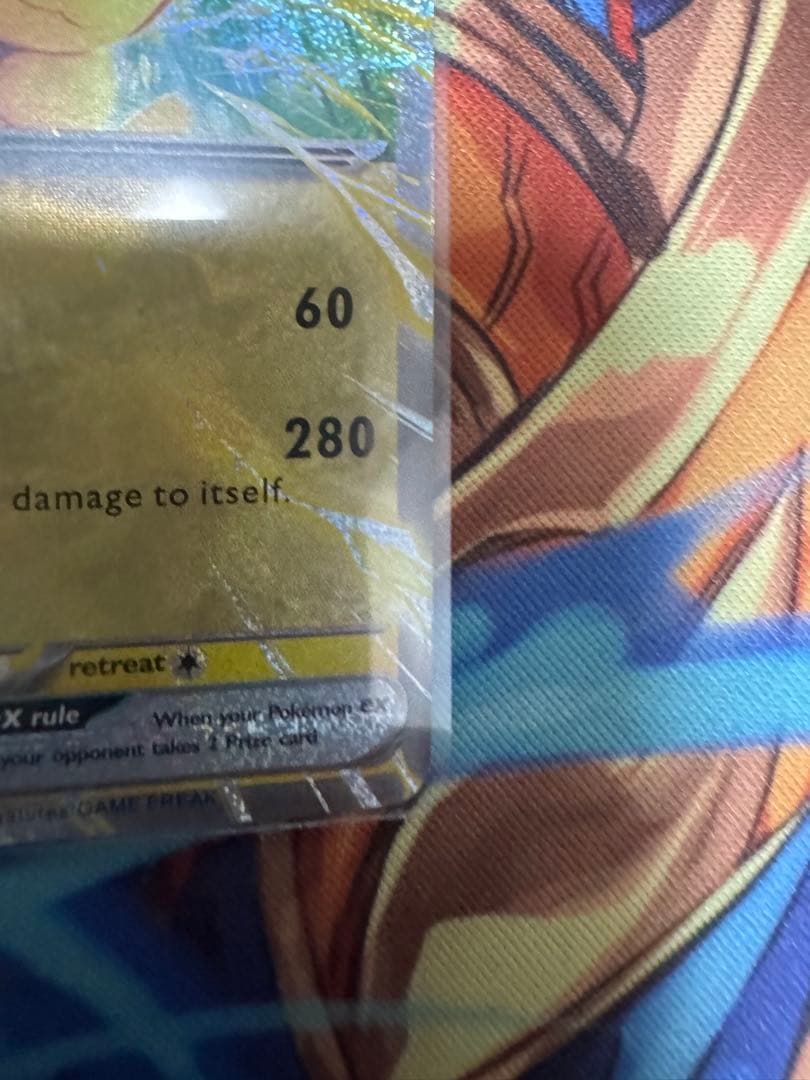 60
280
damage to itself.
retreat
X rule When your Pokémon ex
your opponent takes 2 Prize card
atures/GAME FREAK